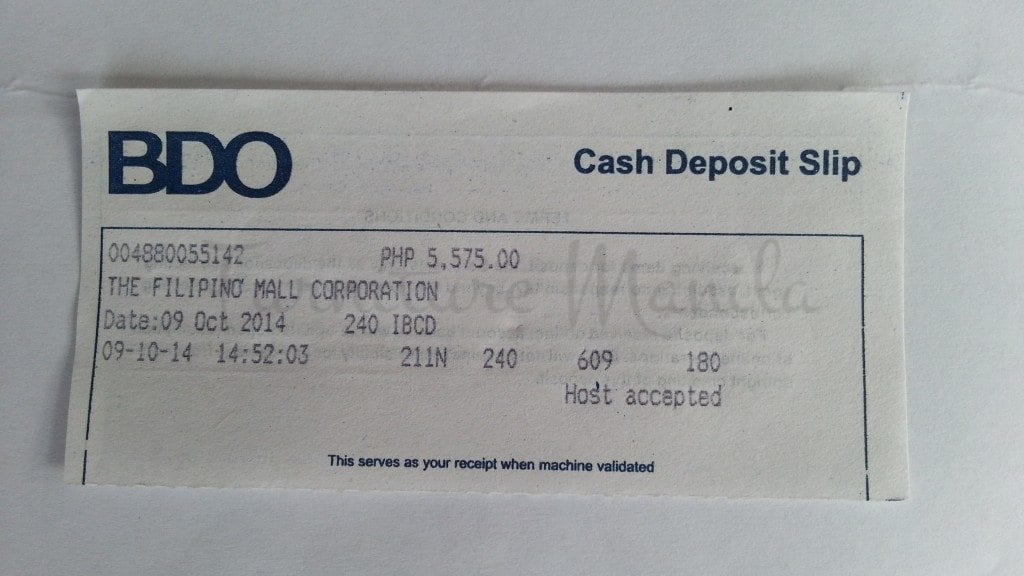 BDO
Cash Deposit Slip
004880055142 PHP 5,575.00
THE FILIPINO MALL CORPORATION
Date:09 Oct 2014 240 IBCD
09-10-14 14:52:03 211N 240 609 180
Host accepted
This serves as your receipt when machine validated
Furniture Manila